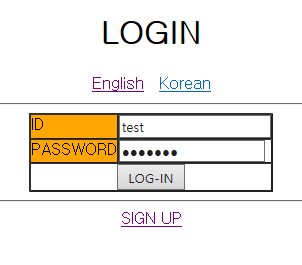 LOGIN
English Korean
ID test
PASSWORD •••••••
LOG-IN
SIGN UP